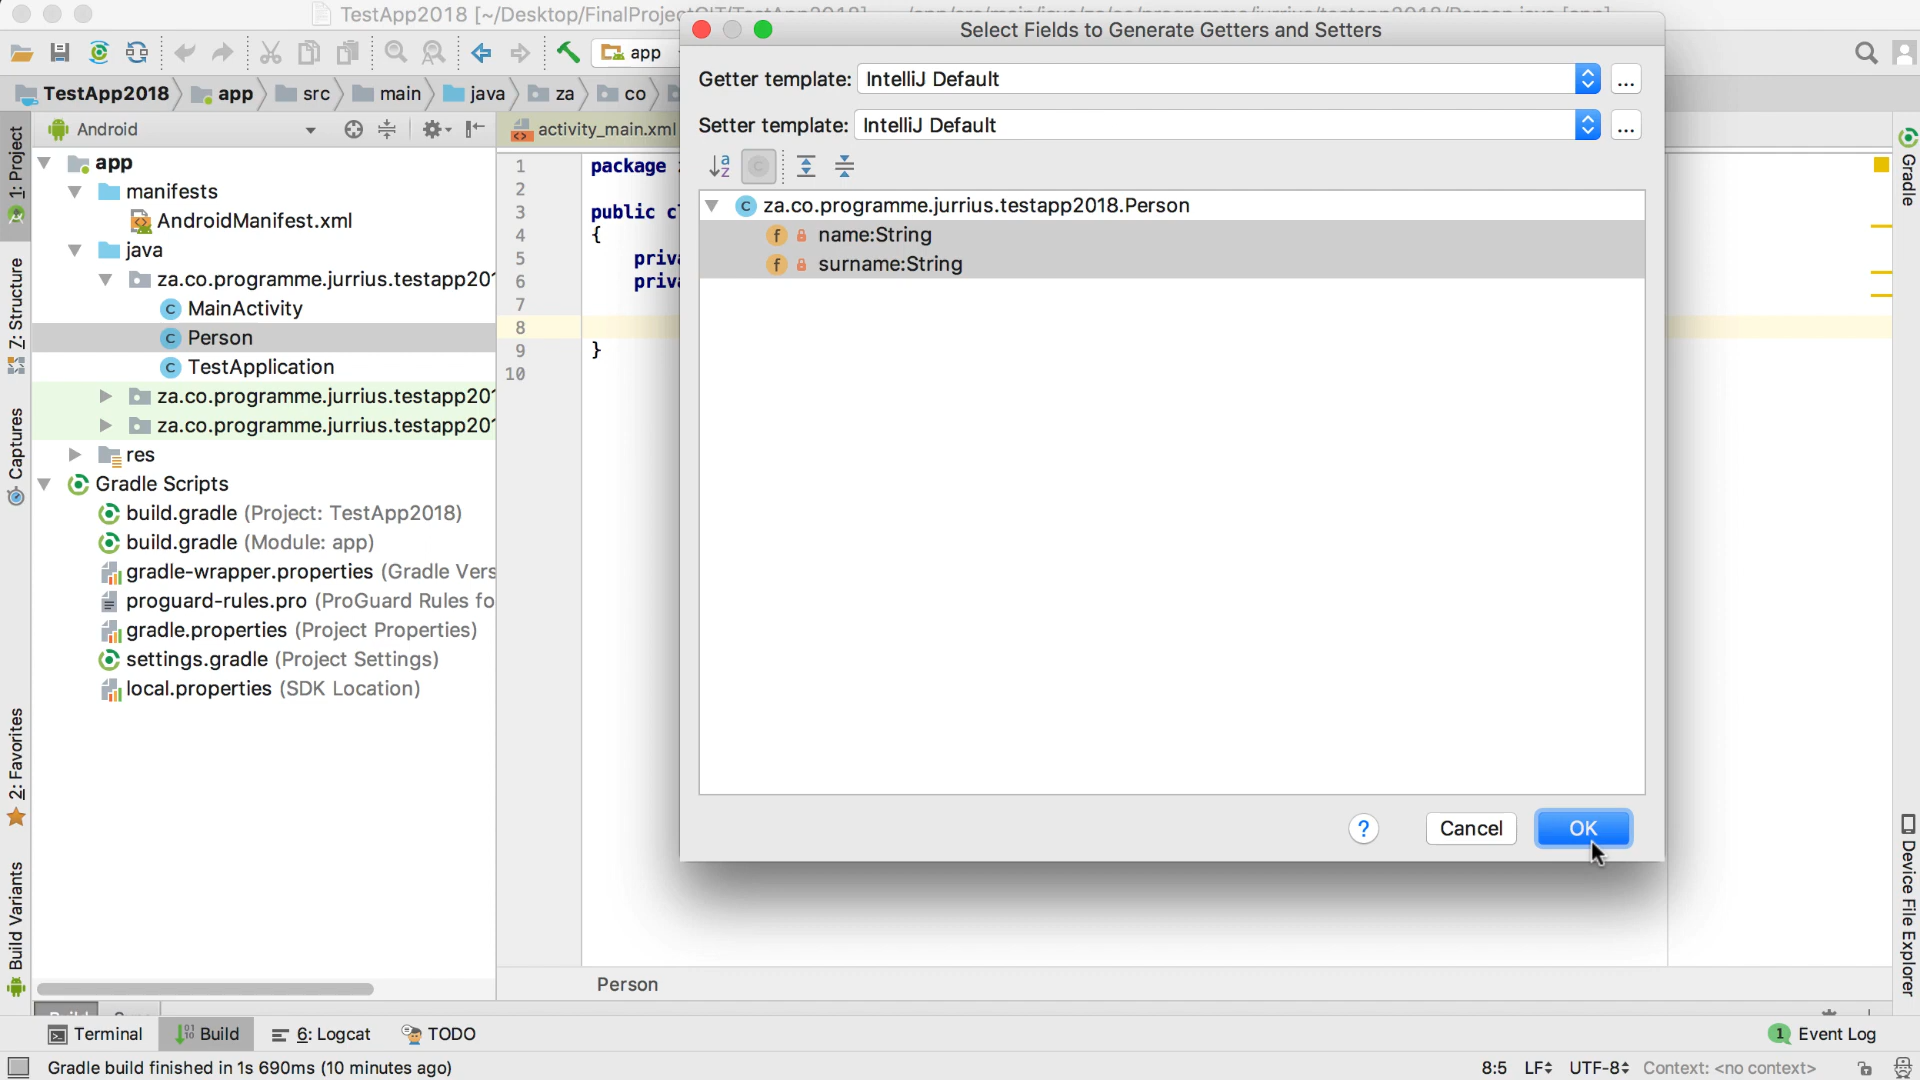 TestApp2018 [~/Desktop/FinalProject
Select Fields to Generate Getters and Setters
app
TestApp2018 app src main java za co
Getter template: IntelliJ Default ...
Setter template: IntelliJ Default ...
Android
activity_main.xml
1: Project
Z: Structure
Captures
2: Favorites
Build Variants
app
manifests
AndroidManifest.xml
java
za.co.programme.jurrius.testapp20
MainActivity
Person
TestApplication
za.co.programme.jurrius.testapp20
za.co.programme.jurrius.testapp20
res
Gradle Scripts
build.gradle (Project: TestApp2018)
build.gradle (Module: app)
gradle-wrapper.properties (Gradle Vers
proguard-rules.pro (ProGuard Rules fo
gradle.properties (Project Properties)
settings.gradle (Project Settings)
local.properties (SDK Location)
1 package
2
3 public cl
4 {
5 priv
6 priv
7
8
9 }
10
za.co.programme.jurrius.testapp2018.Person
name:String
surname:String
? Cancel OK
Gradle
Device File Explorer
Person
Terminal Build 6: Logcat TODO 1 Event Log
Gradle build finished in 1s 690ms (10 minutes ago) 8:5 LF UTF-8 Context: <no context>